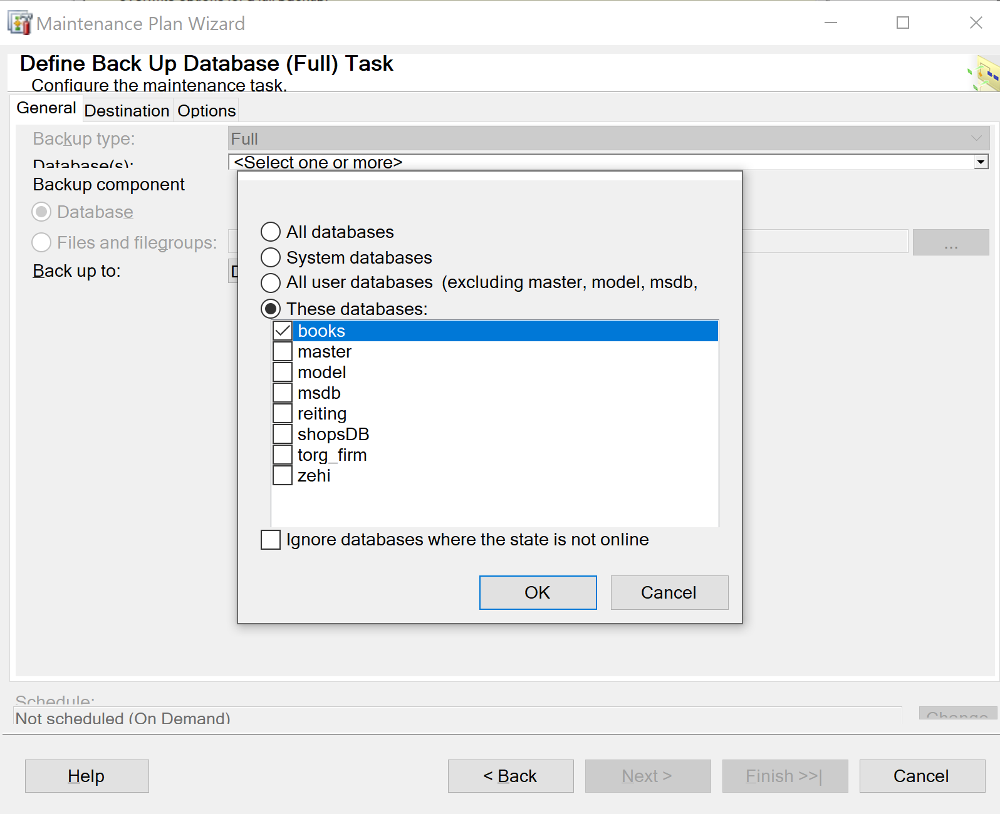 Maintenance Plan Wizard
Define Back Up Database (Full) Task
Configure the maintenance task.
General Destination Options
Backup type: Full
Database(s): <Select one or more>
Backup component
Database
Files and filegroups: ...
Back up to:
All databases
System databases
All user databases (excluding master, model, msdb,
These databases:
books
master
model
msdb
reiting
shopsDB
torg_firm
zehi
Ignore databases where the state is not online
OK Cancel
Schedule:
Not scheduled (On Demand) Change
Help < Back Next > Finish >>| Cancel